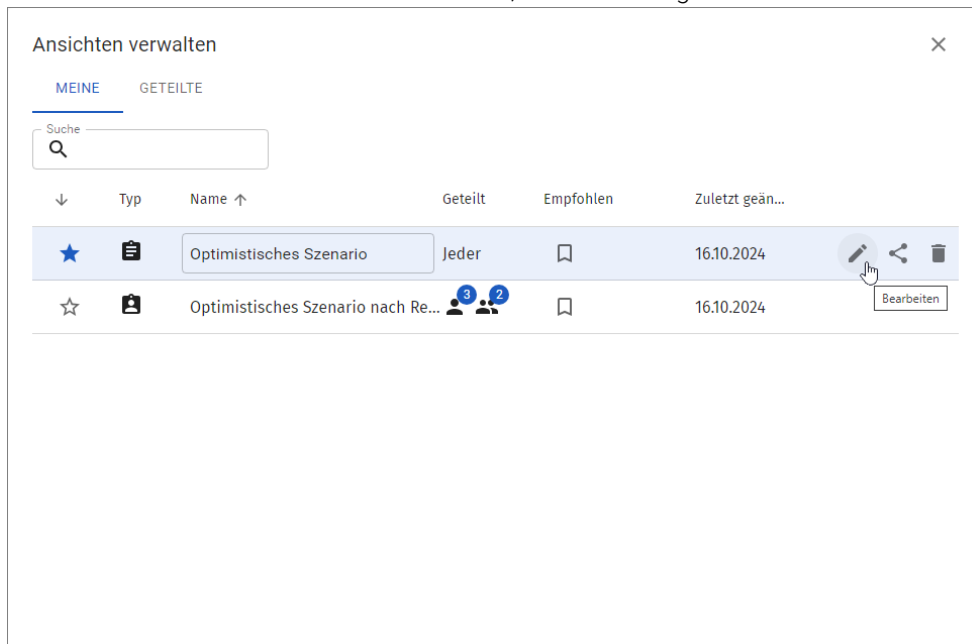 Ansichten verwalten
MEINE GETEILTE
Suche
Typ Name Geteilt Empfohlen Zuletzt geän...
Optimistisches Szenario Jeder 16.10.2024
3 2
Optimistisches Szenario nach Re... 16.10.2024
Bearbeiten